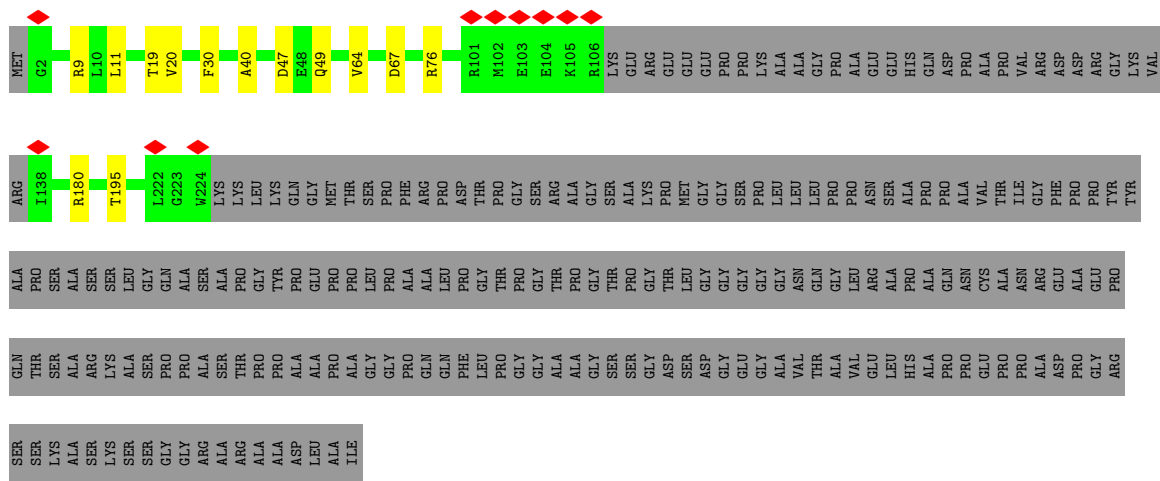 MET G2 R9 L10 L11 T19 V20 F30 A40 D47 E48 Q49 V64 D67 R76 R101 M102 E103 E104 K105 R106 LYS GLU ARG GLU GLU GLU PRO PRO LYS ALA ALA GLY PRO ALA GLU GLU HIS GLN ASP PRO ALA PRO VAL ARG ASP ASP ARG GLY LYS VAL
ARG I138 R180 T195 L222 G223 W224 LYS LYS LEU LYS GLN GLY MET THR SER PRO PHE ARG PRO ASP THR PRO GLY SER ARG ALA GLY SER ALA LYS PRO MET GLY GLY SER PRO LEU LEU LEU PRO PRO ASN SER ALA PRO PRO ALA VAL THR ILE GLY PHE PRO PRO TYR TYR
ALA PRO SER ALA SER SER LEU GLY GLN ALA SER ALA PRO GLY TYR PRO GLU PRO PRO LEU PRO ALA ALA LEU PRO GLY THR PRO GLY THR PRO GLY THR PRO GLY THR LEU GLY GLY GLY GLY GLY ASN GLN GLY LEU ARG ALA PRO ALA GLN ASN CYS ALA ASN ARG GLU ALA GLU PRO
GLN THR SER ALA ARG LYS ALA SER PRO PRO ALA SER THR PRO PRO ALA ALA PRO ALA GLY GLY PRO GLN GLN PHE LEU PRO GLY GLY ALA ALA GLY SER SER GLY ASP SER ASP GLY GLU GLY ALA VAL THR ALA VAL GLU LEU HIS ALA PRO PRO GLU PRO PRO PRO ALA ASP PRO GLY ARG
SER SER LYS ALA SER LYS SER SER GLY GLY ARG ALA ARG ALA ALA ASP LEU ALA ILE